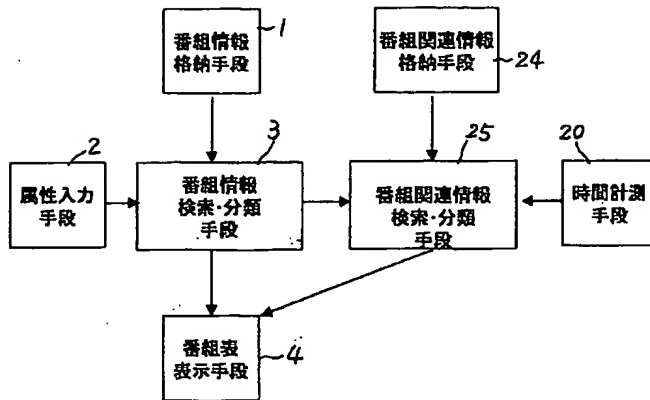 1
番組情報
格納手段
番組関連情報
格納手段
24
2
属性入力
手段
3
番組情報
検索・分類
手段
25
番組関連情報
検索・分類
手段
20
時間計測
手段
番組表
表示手段
4